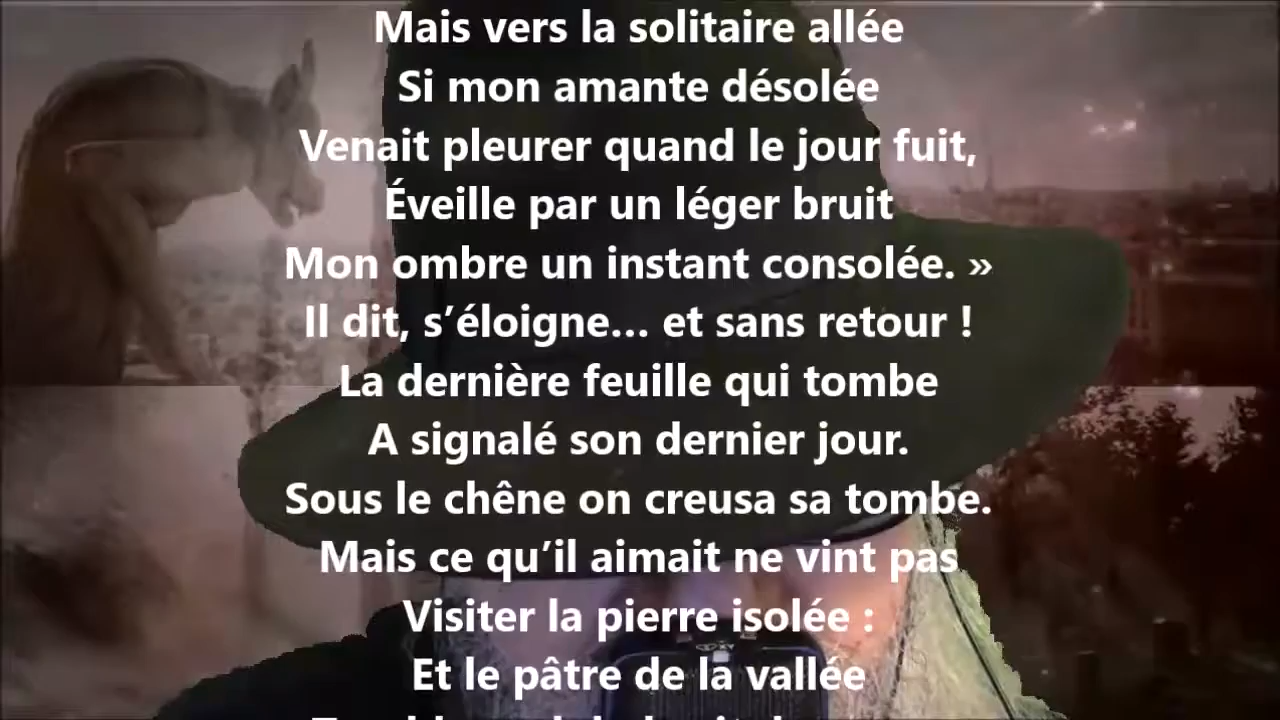 Mais vers la solitaire allée
Si mon amante désolée
Venait pleurer quand le jour fuit,
Éveille par un léger bruit
Mon ombre un instant consolée. »
Il dit, s’éloigne… et sans retour !
La dernière feuille qui tombe
A signalé son dernier jour.
Sous le chêne on creusa sa tombe.
Mais ce qu’il aimait ne vint pas
Visiter la pierre isolée :
Et le pâtre de la vallée